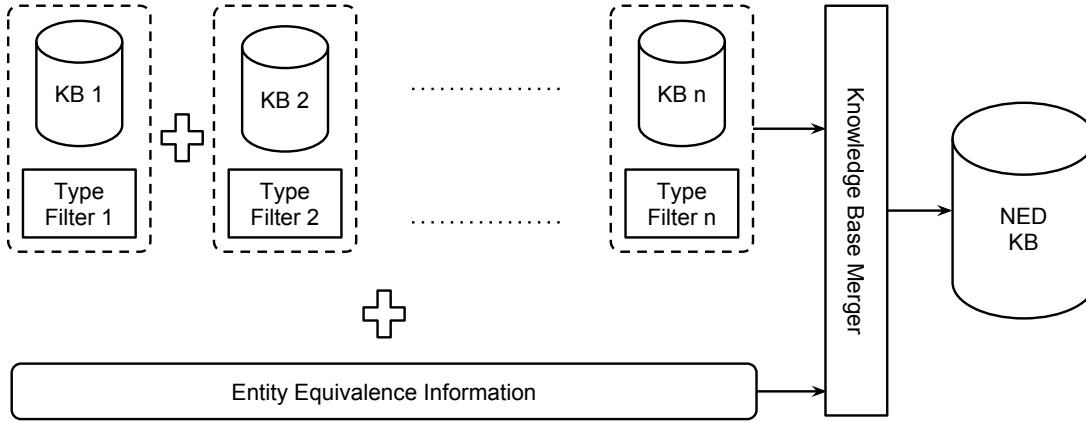 KB 1
KB 2
KB n
Type
Filter 1
Type
Filter 2
Type
Filter n
Knowledge Base Merger
NED
KB
Entity Equivalence Information